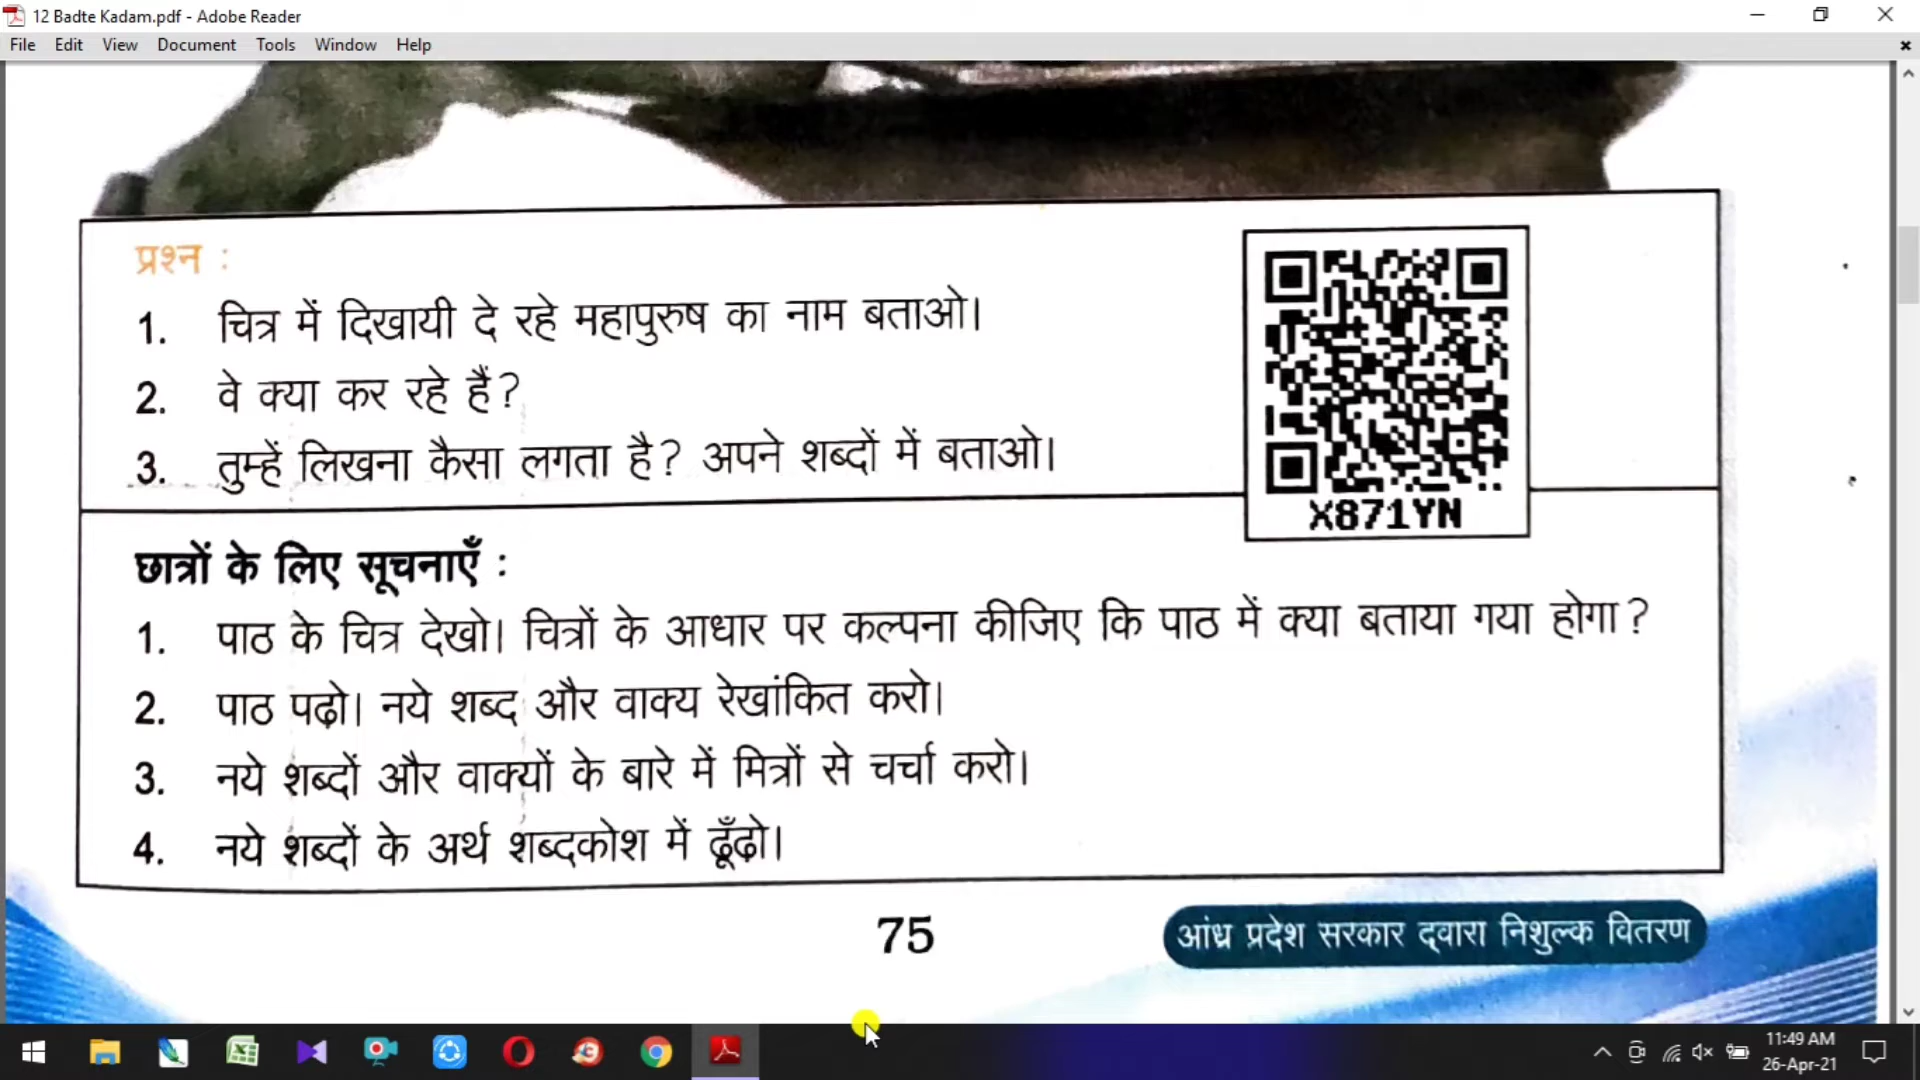 12 Badte Kadam.pdf - Adobe Reader
File Edit View Document Tools Window Help
प्रश्न :
1. चित्र में दिखायी दे रहे महापुरुष का नाम बताओ।
2. वे क्या कर रहे हैं?
3. तुम्हें लिखना कैसा लगता है? अपने शब्दों में बताओ।
X871YN
छात्रों के लिए सूचनाएँ :
1. पाठ के चित्र देखो। चित्रों के आधार पर कल्पना कीजिए कि पाठ में क्या बताया गया होगा?
2. पाठ पढ़ो। नये शब्द और वाक्य रेखांकित करो।
3. नये शब्दों और वाक्यों के बारे में मित्रों से चर्चा करो।
4. नये शब्दों के अर्थ शब्दकोश में ढूँढ़ो।
75
आंध्र प्रदेश सरकार द्वारा निशुल्क वितरण
11:49 AM
26-Apr-21